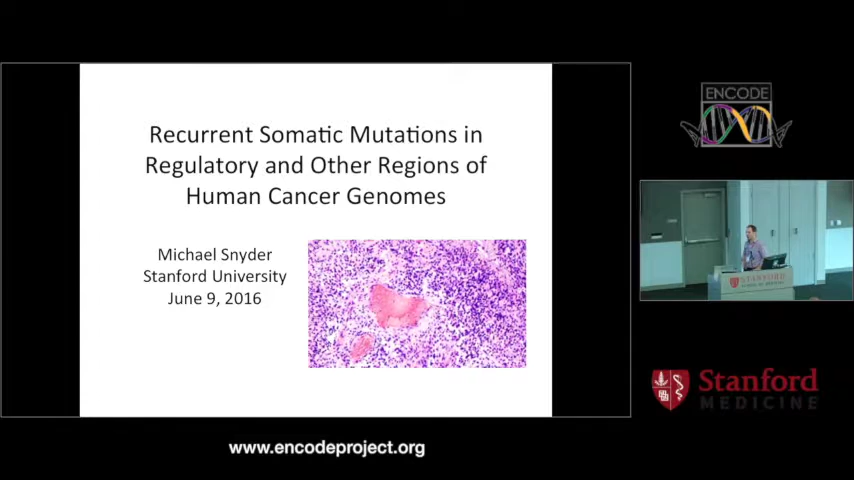 Recurrent Somatic Mutations in
Regulatory and Other Regions of
Human Cancer Genomes
Michael Snyder
Stanford University
June 9, 2016
ENCODE
STANFORD
Stanford
MEDICINE
www.encodeproject.org